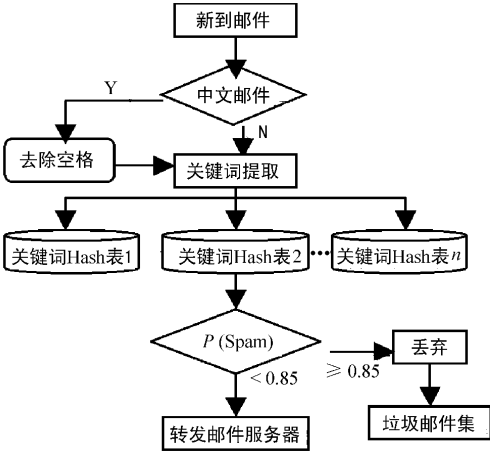 新到邮件
中文邮件
Y
N
去除空格
关键词提取
关键词Hash表1
关键词Hash表2
…
关键词Hash表n
P (Spam)
< 0.85
≥ 0.85
丢弃
转发邮件服务器
垃圾邮件集